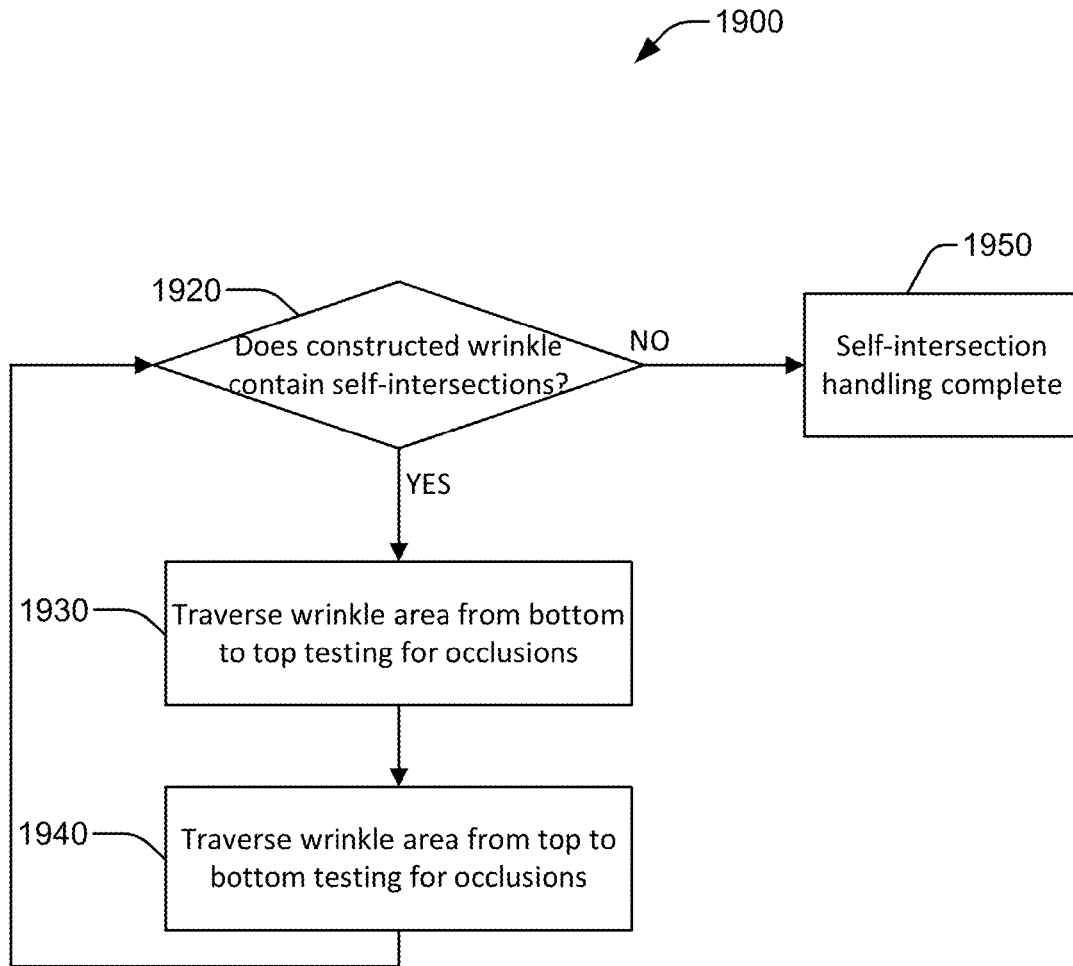 1900
1950
1920
Does constructed wrinkle
contain self-intersections?
NO
Self-intersection
handling complete
YES
1930
Traverse wrinkle area from bottom
to top testing for occlusions
1940
Traverse wrinkle area from top to
bottom testing for occlusions